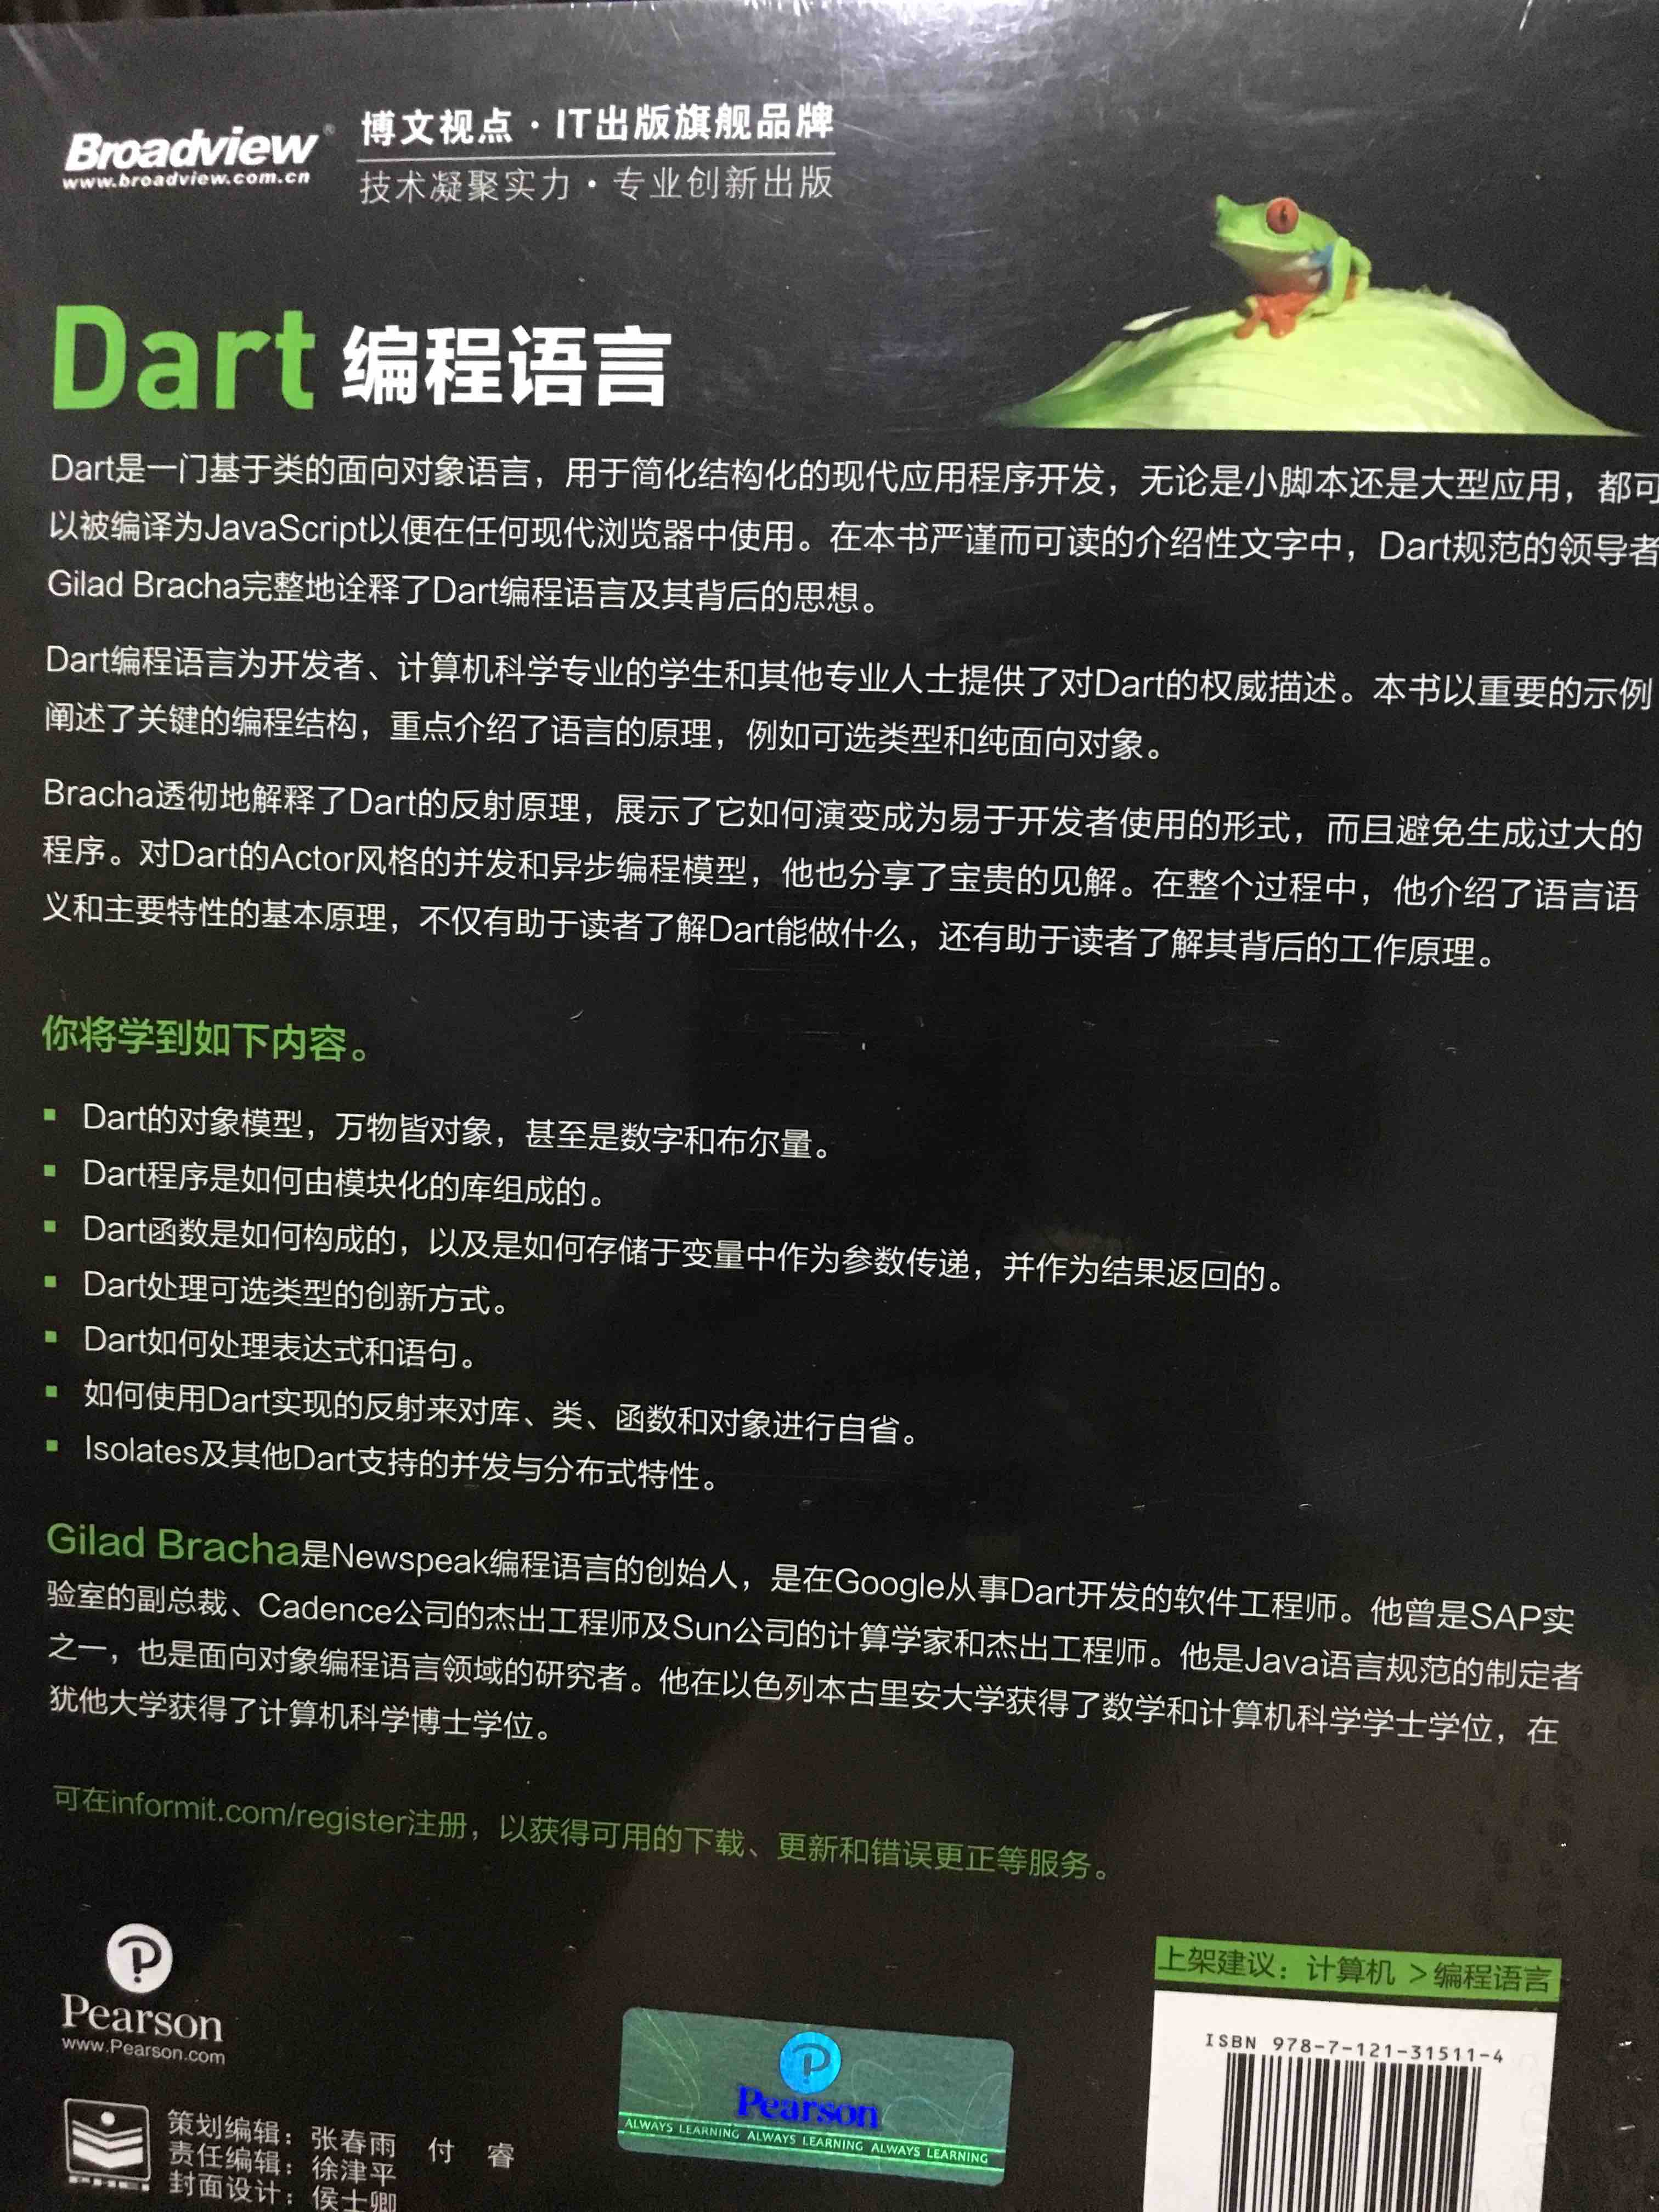 Broadview®
www.broadview.com.cn
博文视点·IT出版旗舰品牌
技术凝聚实力·专业创新出版
Dart 编程语言
Dart是一门基于类的面向对象语言，用于简化结构化的现代应用程序开发，无论是小脚本还是大型应用，都可
以被编译为JavaScript以便在任何现代浏览器中使用。在本书严谨而可读的介绍性文字中，Dart规范的领导者
Gilad Bracha完整地诠释了Dart编程语言及其背后的思想。
Dart编程语言为开发者、计算机科学专业的学生和其他专业人士提供了对Dart的权威描述。本书以重要的示例
阐述了关键的编程结构，重点介绍了语言的原理，例如可选类型和纯面向对象。
Bracha透彻地解释了Dart的反射原理，展示了它如何演变成为易于开发者使用的形式，而且避免生成过大的
程序。对Dart的Actor风格的并发和异步编程模型，他也分享了宝贵的见解。在整个过程中，他介绍了语言语
义和主要特性的基本原理，不仅有助于读者了解Dart能做什么，还有助于读者了解其背后的工作原理。
你将学到如下内容。
▪ Dart的对象模型，万物皆对象，甚至是数字和布尔量。
▪ Dart程序是如何由模块化的库组成的。
▪ Dart函数是如何构成的，以及是如何存储于变量中作为参数传递，并作为结果返回的。
▪ Dart处理可选类型的创新方式。
▪ Dart如何处理表达式和语句。
▪ 如何使用Dart实现的反射来对库、类、函数和对象进行自省。
▪ Isolates及其他Dart支持的并发与分布式特性。
Gilad Bracha是Newspeak编程语言的创始人，是在Google从事Dart开发的软件工程师。他曾是SAP实
验室的副总裁、Cadence公司的杰出工程师及Sun公司的计算学家和杰出工程师。他是Java语言规范的制定者
之一，也是面向对象编程语言领域的研究者。他在以色列本古里安大学获得了数学和计算机科学学士学位，在
犹他大学获得了计算机科学博士学位。
可在informit.com/register注册，以获得可用的下载、更新和错误更正等服务。
Pearson
www.Pearson.com
策划编辑：张春雨 付 睿
责任编辑：徐津平
封面设计：侯士卿
Pearson
ALWAYS LEARNING ALWAYS LEARNING ALWAYS LEARNING
上架建议：计算机 >编程语言
ISBN 978-7-121-31511-4